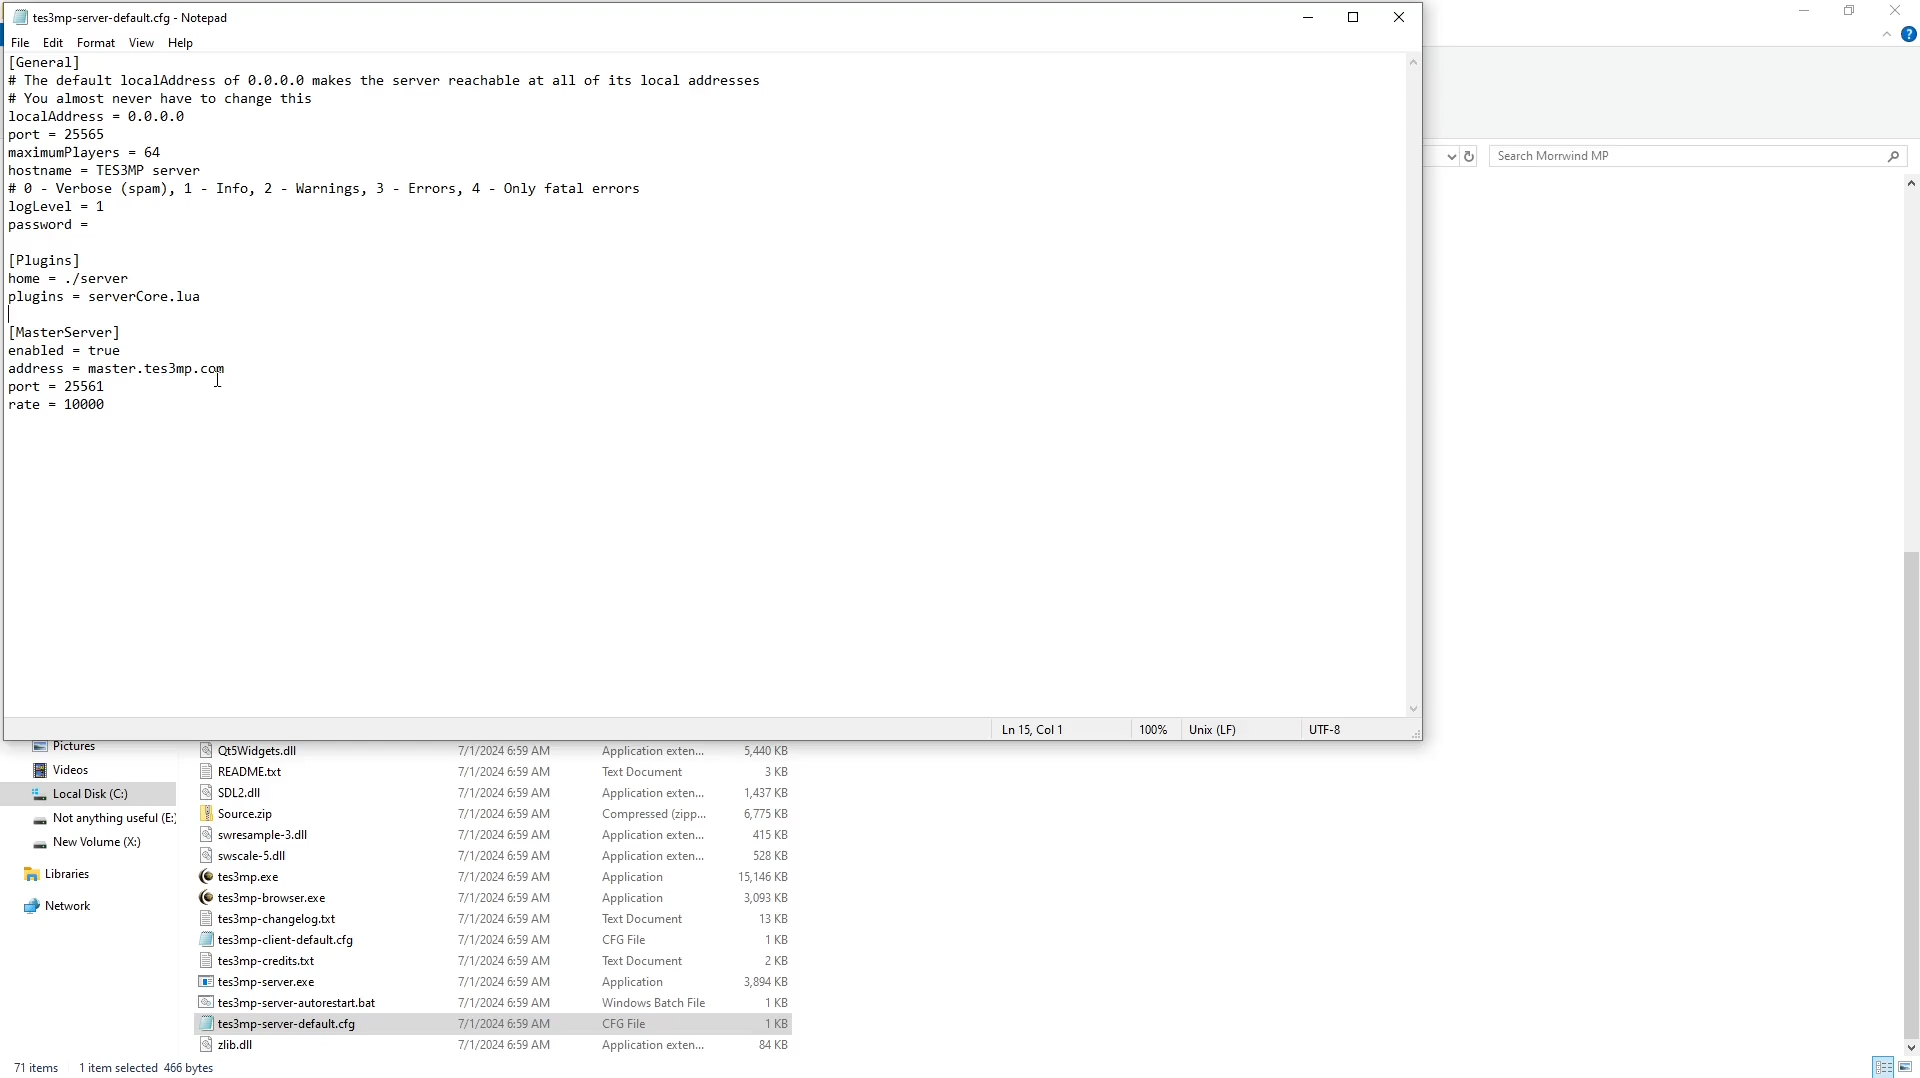 tes3mp-server-default.cfg - Notepad
File Edit Format View Help
[General]
# The default localAddress of 0.0.0.0 makes the server reachable at all of its local addresses
# You almost never have to change this
localAddress = 0.0.0.0
port = 25565
maximumPlayers = 64
hostname = TES3MP server
# 0 - Verbose (spam), 1 - Info, 2 - Warnings, 3 - Errors, 4 - Only fatal errors
logLevel = 1
password =
[Plugins]
home = ./server
plugins = serverCore.lua
[MasterServer]
enabled = true
address = master.tes3mp.com
port = 25561
rate = 10000
Ln 15, Col 1 100% Unix (LF) UTF-8
?
Search Morrwind MP
Pictures
Videos
Local Disk (C:)
Not anything useful (E:)
New Volume (X:)
Libraries
Network
Qt5Widgets.dll 7/1/2024 6:59 AM Application exten... 5,440 KB
README.txt 7/1/2024 6:59 AM Text Document 3 KB
SDL2.dll 7/1/2024 6:59 AM Application exten... 1,437 KB
Source.zip 7/1/2024 6:59 AM Compressed (zipp... 6,775 KB
swresample-3.dll 7/1/2024 6:59 AM Application exten... 415 KB
swscale-5.dll 7/1/2024 6:59 AM Application exten... 528 KB
tes3mp.exe 7/1/2024 6:59 AM Application 15,146 KB
tes3mp-browser.exe 7/1/2024 6:59 AM Application 3,093 KB
tes3mp-changelog.txt 7/1/2024 6:59 AM Text Document 13 KB
tes3mp-client-default.cfg 7/1/2024 6:59 AM CFG File 1 KB
tes3mp-credits.txt 7/1/2024 6:59 AM Text Document 2 KB
tes3mp-server.exe 7/1/2024 6:59 AM Application 3,894 KB
tes3mp-server-autorestart.bat 7/1/2024 6:59 AM Windows Batch File 1 KB
tes3mp-server-default.cfg 7/1/2024 6:59 AM CFG File 1 KB
zlib.dll 7/1/2024 6:59 AM Application exten... 84 KB
71 items 1 item selected 466 bytes